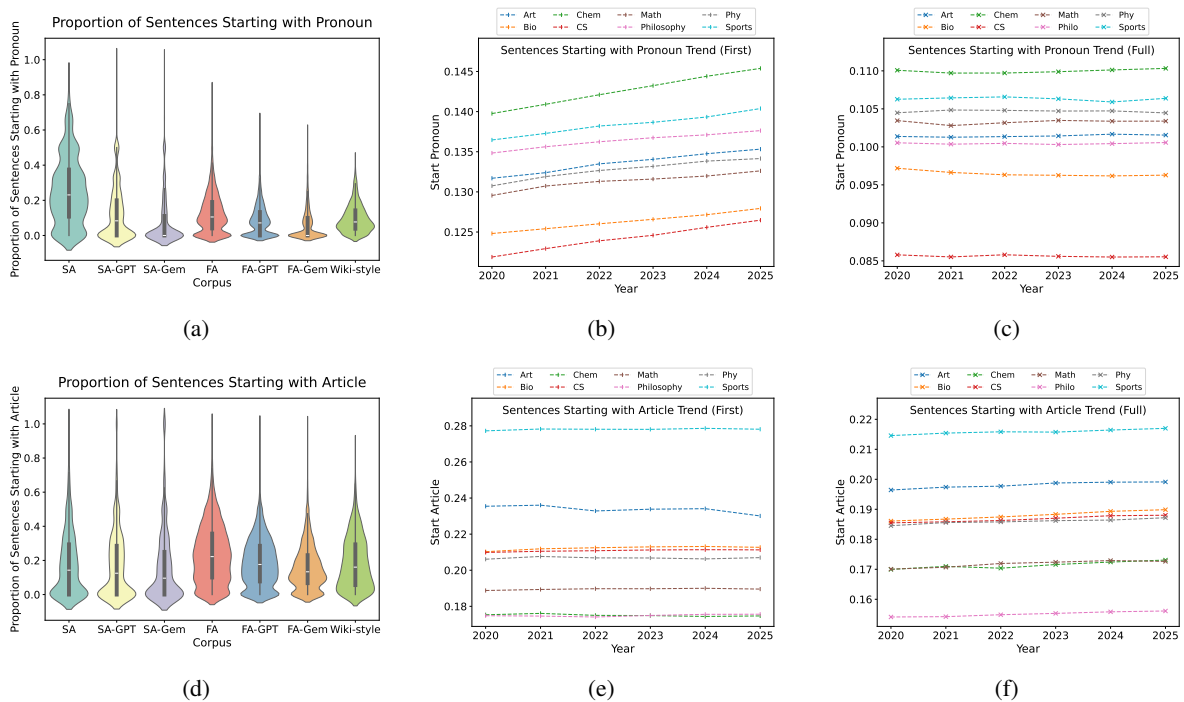 Proportion of Sentences Starting with Pronoun
Proportion of Sentences Starting with Pronoun
1.0
0.8
0.6
0.4
0.2
0.0
SA SA-GPT SA-Gem FA FA-GPT FA-Gem Wiki-style
Corpus
(a)
Art Chem Math Phy
Bio CS Philosophy Sports
Sentences Starting with Pronoun Trend (First)
Start Pronoun
0.145
0.140
0.135
0.130
0.125
2020 2021 2022 2023 2024 2025
Year
(b)
Art Chem Math Phy
Bio CS Philo Sports
Sentences Starting with Pronoun Trend (Full)
Start Pronoun
0.110
0.105
0.100
0.095
0.090
0.085
2020 2021 2022 2023 2024 2025
Year
(c)
Proportion of Sentences Starting with Article
Proportion of Sentences Starting with Article
1.0
0.8
0.6
0.4
0.2
0.0
SA SA-GPT SA-Gem FA FA-GPT FA-Gem Wiki-style
Corpus
(d)
Art Chem Math Phy
Bio CS Philosophy Sports
Sentences Starting with Article Trend (First)
Start Article
0.28
0.26
0.24
0.22
0.20
0.18
2020 2021 2022 2023 2024 2025
Year
(e)
Art Chem Math Phy
Bio CS Philo Sports
Sentences Starting with Article Trend (Full)
Start Article
0.22
0.21
0.20
0.19
0.18
0.17
0.16
2020 2021 2022 2023 2024 2025
Year
(f)